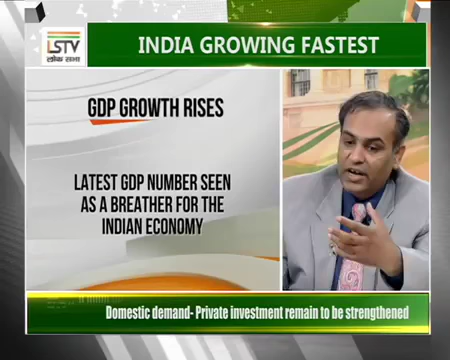 LSTV
लोक सभा
INDIA GROWING FASTEST
GDP GROWTH RISES
LATEST GDP NUMBER SEEN
AS A BREATHER FOR THE
INDIAN ECONOMY
Domestic demand- Private investment remain to be strengthened